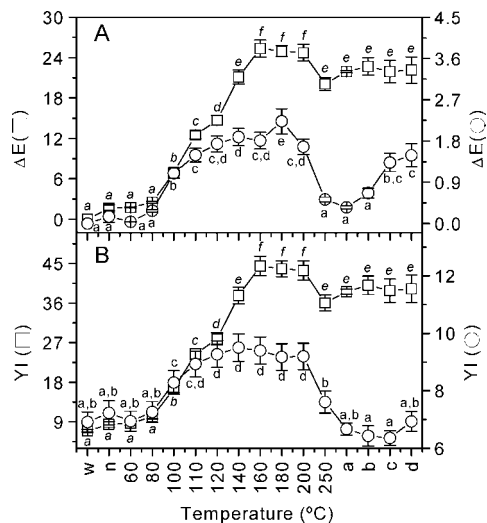 A
ΔE(□)
30
24
18
12
6
0
ΔE(○)
4.5
3.6
2.7
1.8
0.9
0.0
a a a a b c d e f f f e e e e e
a a a a b c c,d d c,d e c,d a a a b,c c
B
YI (□)
45
36
27
18
9
YI (○)
12
10
8
6
a,b a,b a,b a,b c c,d d d d d d b a,b a a a,b
a a a a b c d e f f f e e e e e
w n 60 80 100 110 120 140 160 180 200 250 a b c d
Temperature (ºC)